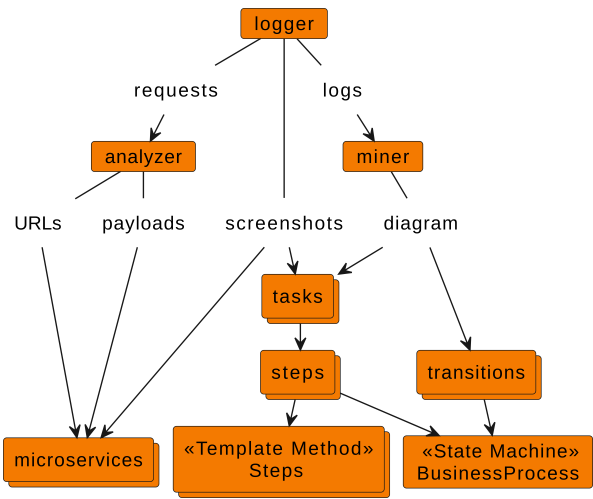 logger
requests
logs
analyzer
miner
URLs
payloads
screenshots
diagram
tasks
steps
transitions
microservices
«Template Method»
Steps
«State Machine»
BusinessProcess